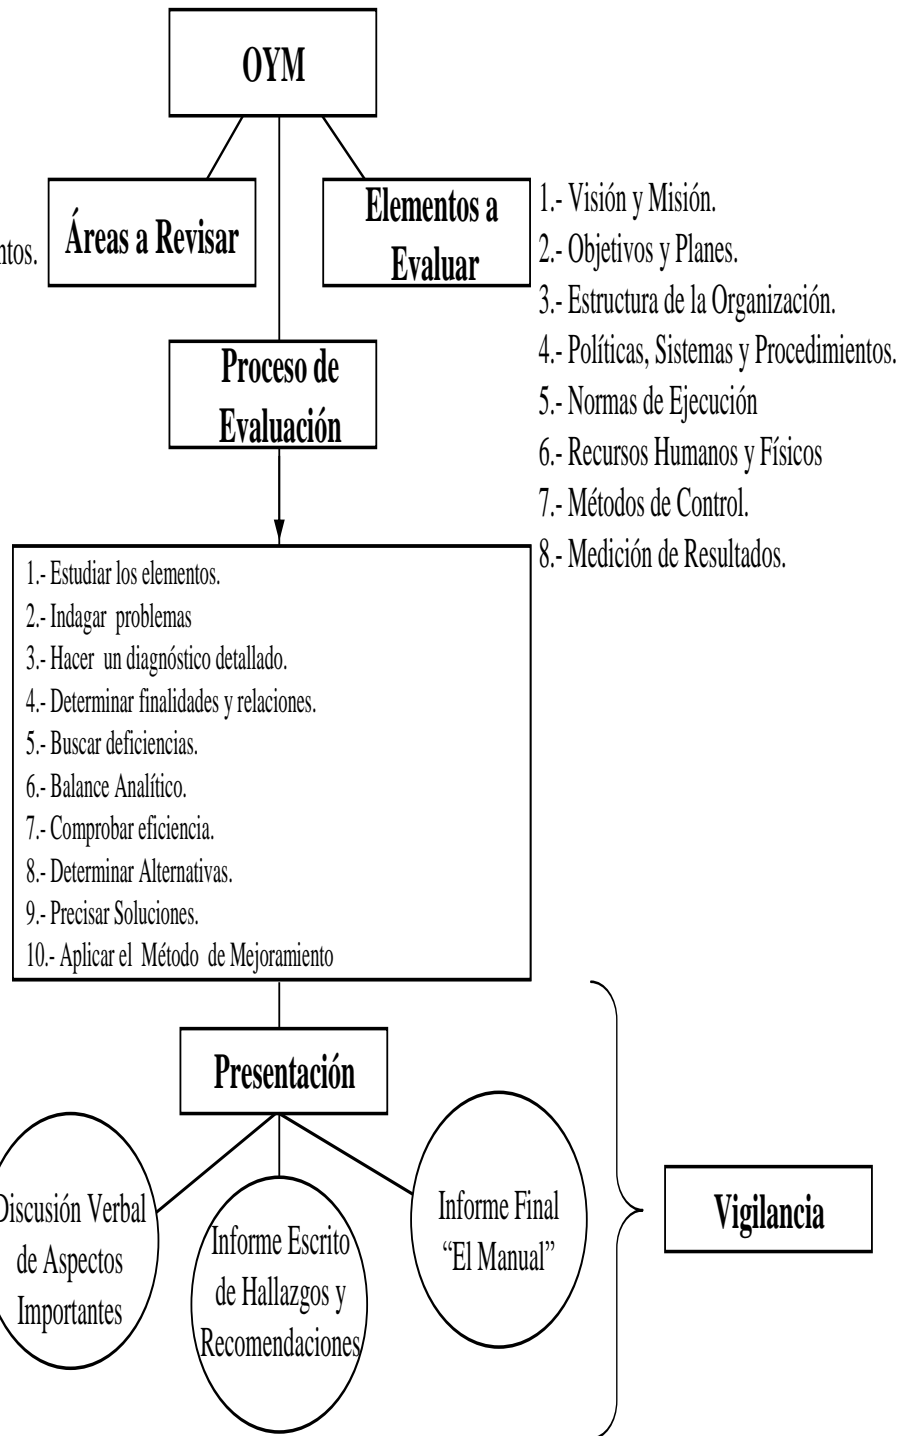 OYM
Áreas a Revisar
Elementos a
Evaluar
1.- Visión y Misión.
2.- Objetivos y Planes.
3.- Estructura de la Organización.
4.- Políticas, Sistemas y Procedimientos.
5.- Normas de Ejecución
6.- Recursos Humanos y Físicos
7.- Métodos de Control.
8.- Medición de Resultados.
Proceso de
Evaluación
1.- Estudiar los elementos.
2.- Indagar problemas
3.- Hacer un diagnóstico detallado.
4.- Determinar finalidades y relaciones.
5.- Buscar deficiencias.
6.- Balance Analítico.
7.- Comprobar eficiencia.
8.- Determinar Alternativas.
9.- Precisar Soluciones.
10.- Aplicar el Método de Mejoramiento
Presentación
Discusión Verbal
de Aspectos
Importantes
Informe Escrito
de Hallazgos y
Recomendaciones
Informe Final
“El Manual”
Vigilancia